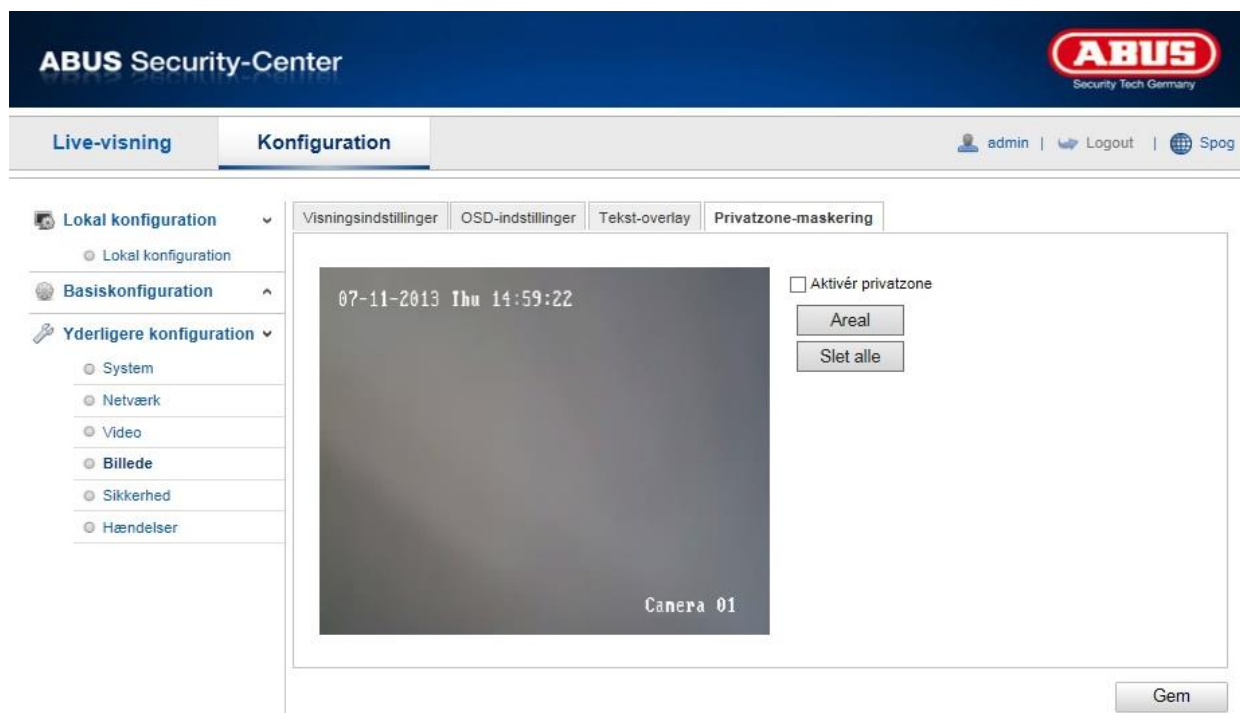 ABUS Security-Center
ABUS
Security Tech Germany
Live-visning
Konfiguration
admin | Logout | Spog
Lokal konfiguration
Lokal konfiguration
Basiskonfiguration
Yderligere konfiguration
System
Netværk
Video
Billede
Sikkerhed
Hændelser
Visningsindstillinger
OSD-indstillinger
Tekst-overlay
Privatzone-maskering
07-11-2013 Thu 14:59:22
Camera 01
Aktivér privatzone
Areal
Slet alle
Gem